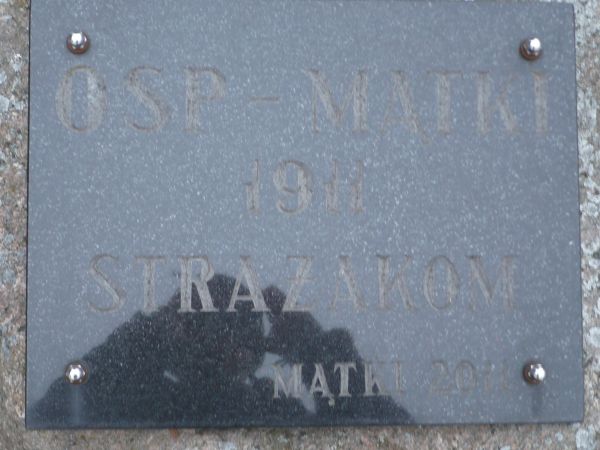 OSP - MĄTKI
1911
STRAŻAKOM
MĄTKI 2011